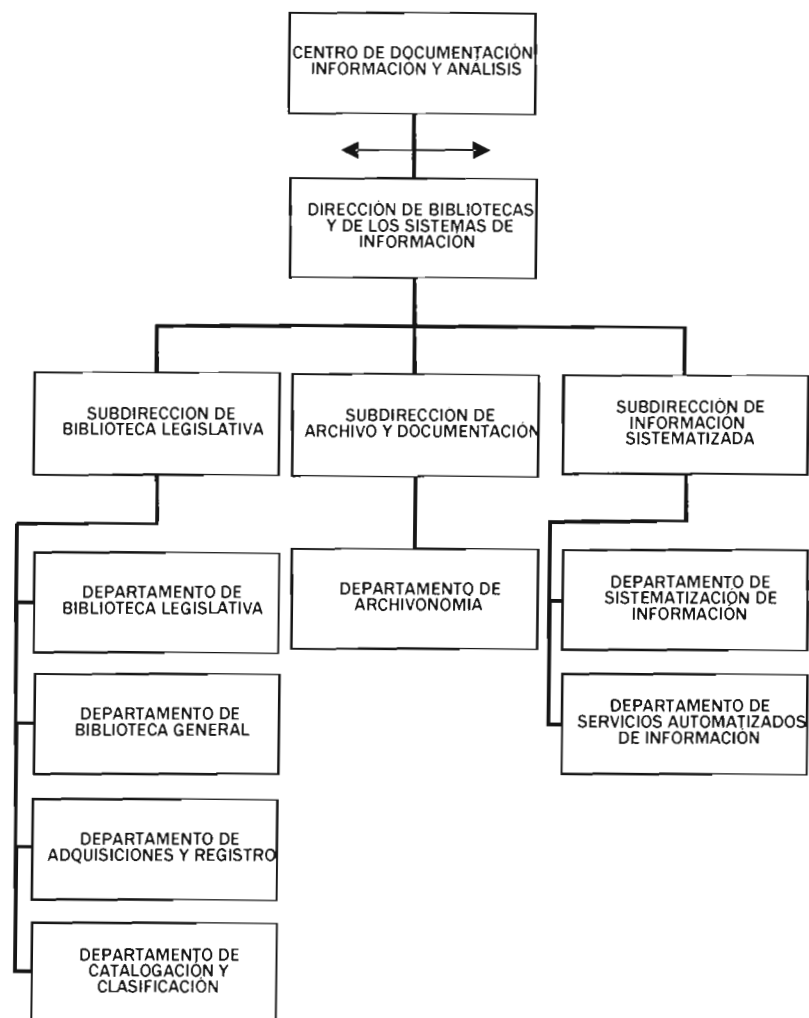 CENTRO DE DOCUMENTACIÓN
INFORMACIÓN Y ANÁLISIS
DIRECCIÓN DE BIBLIOTECAS
Y DE LOS SISTEMAS DE
INFORMACIÓN
SUBDIRECCION DE
BIBLIOTECA LEGISLATIVA
SUBDIRECCION DE
ARCHIVO Y DOCUMENTACIÓN
SUBDIRECCIÓN DE
INFORMACIÓN
SISTEMATIZADA
DEPARTAMENTO DE
BIBLIOTECA LEGISLATIVA
DEPARTAMENTO DE
ARCHIVONOMIA
DEPARTAMENTO DE
SISTEMATIZACIÓN DE
INFORMACIÓN
DEPARTAMENTO DE
BIBLIOTECA GENERAL
DEPARTAMENTO DE
SERVICIOS AUTOMATIZADOS
DE INFORMACIÓN
DEPARTAMENTO DE
ADQUISICIONES Y REGISTRO
DEPARTAMENTO DE
CATALOGACIÓN Y
CLASIFICACIÓN